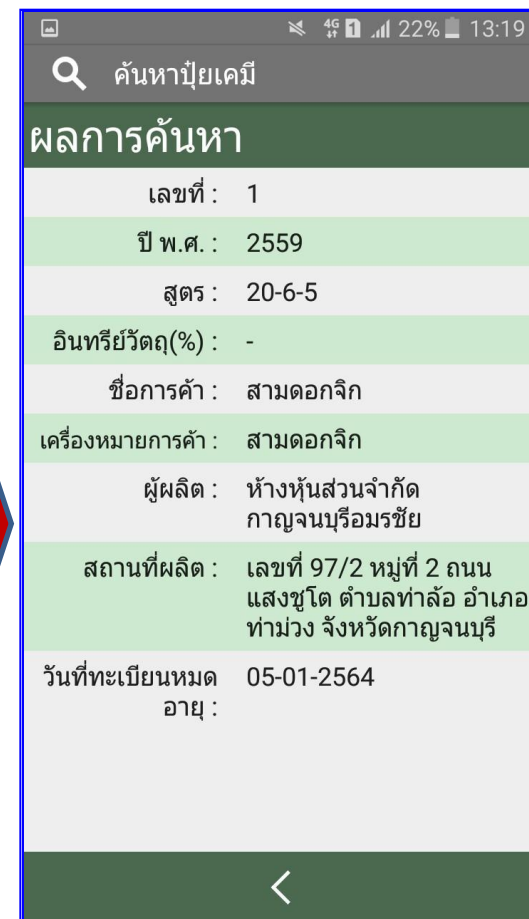 4G 1 22% 13:19
ค้นหาปุ๋ยเคมี
ผลการค้นหา
เลขที่ : 1
ปี พ.ศ. : 2559
สูตร : 20-6-5
อินทรีย์วัตถุ(%) : -
ชื่อการค้า : สามดอกจิก
เครื่องหมายการค้า : สามดอกจิก
ผู้ผลิต : ห้างหุ้นส่วนจำกัด
กาญจนบุรีอมรชัย
สถานที่ผลิต : เลขที่ 97/2 หมู่ที่ 2 ถนน
แสงชูโต ตำบลท่าล้อ อำเภอ
ท่าม่วง จังหวัดกาญจนบุรี
วันที่ทะเบียนหมด 05-01-2564
อายุ :